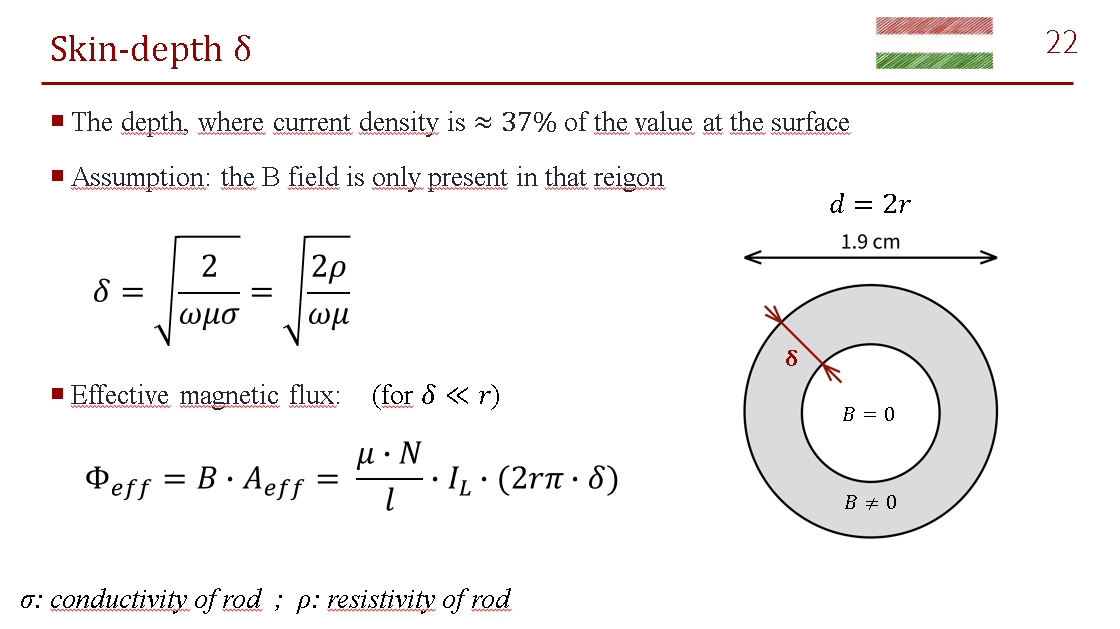 Skin-depth δ
22
▪ The depth, where current density is ≈ 37% of the value at the surface
▪ Assumption: the B field is only present in that reigon
d = 2r
1.9 cm
δ = √(2/(ωμσ)) = √(2ρ/(ωμ))
δ
B = 0
B ≠ 0
▪ Effective magnetic flux: (for δ ≪ r)
Φ_eff = B · A_eff = (μ · N)/l · I_L · (2rπ · δ)
σ: conductivity of rod ; ρ: resistivity of rod